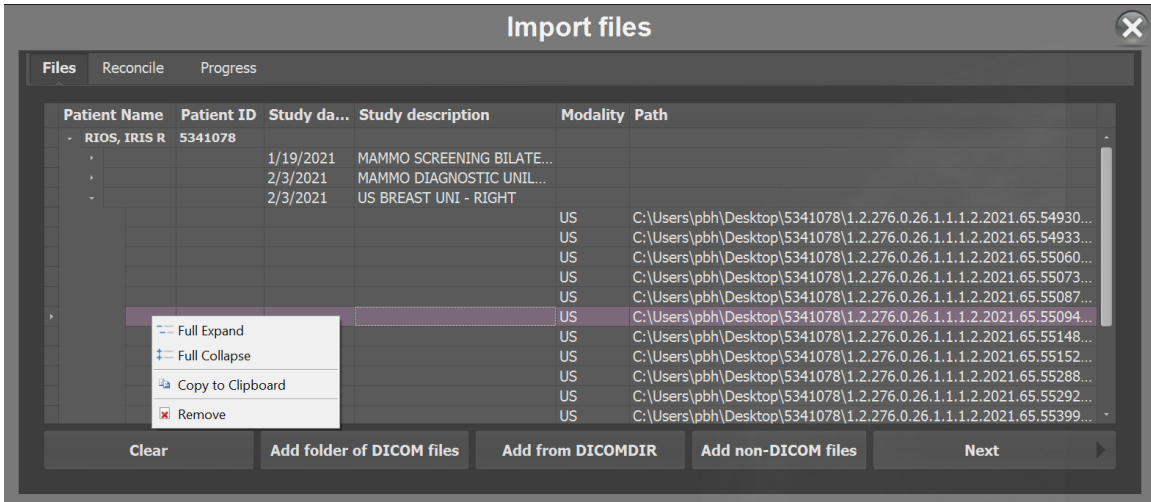 Import files
Files Reconcile Progress
Patient Name Patient ID Study da... Study description Modality Path
RIOS, IRIS R 5341078
1/19/2021 MAMMO SCREENING BILATE...
2/3/2021 MAMMO DIAGNOSTIC UNIL...
2/3/2021 US BREAST UNI - RIGHT
US C:\Users\pbh\Desktop\5341078\1.2.276.0.26.1.1.1.2.2021.65.54930...
US C:\Users\pbh\Desktop\5341078\1.2.276.0.26.1.1.1.2.2021.65.54933...
US C:\Users\pbh\Desktop\5341078\1.2.276.0.26.1.1.1.2.2021.65.55060...
US C:\Users\pbh\Desktop\5341078\1.2.276.0.26.1.1.1.2.2021.65.55073...
US C:\Users\pbh\Desktop\5341078\1.2.276.0.26.1.1.1.2.2021.65.55087...
US C:\Users\pbh\Desktop\5341078\1.2.276.0.26.1.1.1.2.2021.65.55094...
Full Expand
US C:\Users\pbh\Desktop\5341078\1.2.276.0.26.1.1.1.2.2021.65.55148...
Full Collapse
US C:\Users\pbh\Desktop\5341078\1.2.276.0.26.1.1.1.2.2021.65.55152...
US C:\Users\pbh\Desktop\5341078\1.2.276.0.26.1.1.1.2.2021.65.55288...
Copy to Clipboard
US C:\Users\pbh\Desktop\5341078\1.2.276.0.26.1.1.1.2.2021.65.55292...
Remove
US C:\Users\pbh\Desktop\5341078\1.2.276.0.26.1.1.1.2.2021.65.55399...
Clear Add folder of DICOM files Add from DICOMDIR Add non-DICOM files Next